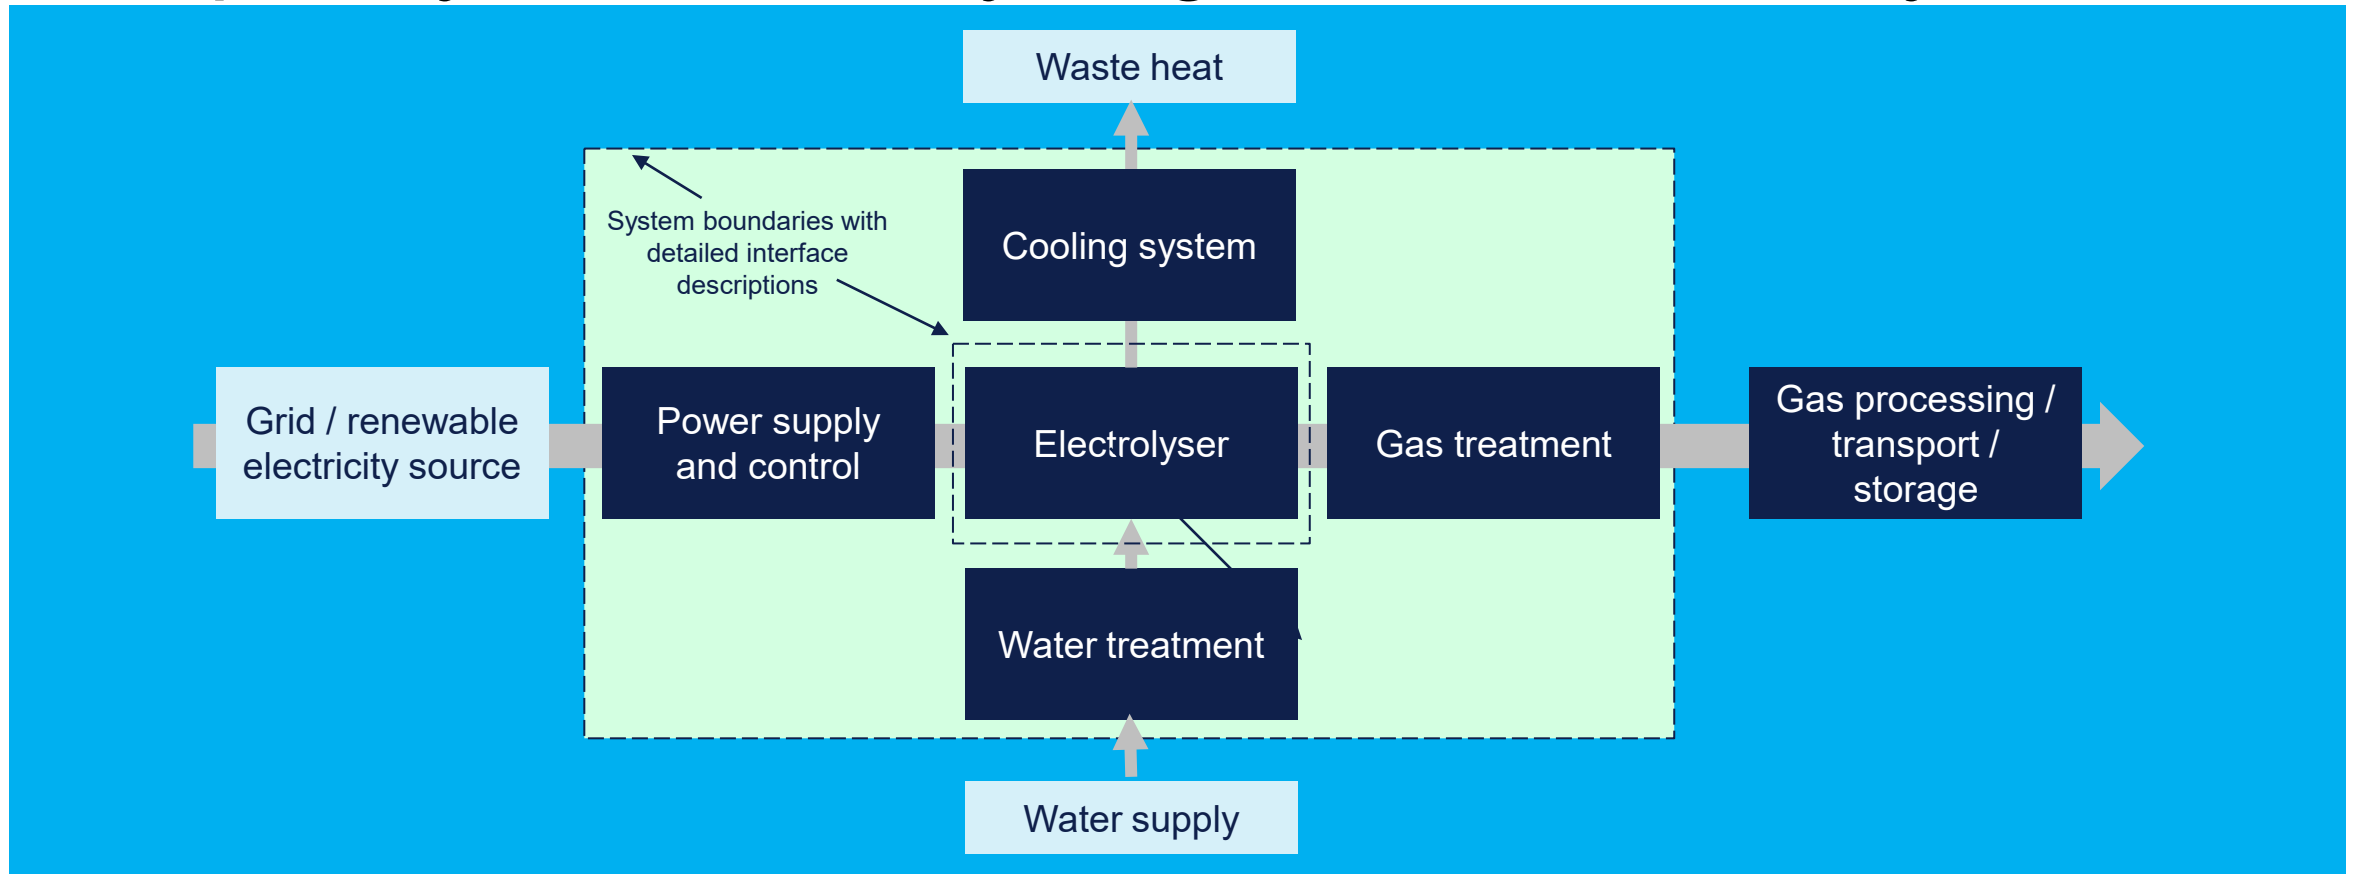 Waste heat
System boundaries with
detailed interface
descriptions
Cooling system
Grid / renewable
electricity source
Power supply
and control
Electrolyser
Gas treatment
Gas processing /
transport /
storage
Water treatment
Water supply